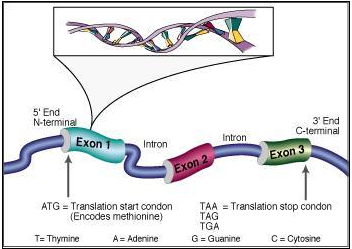 5' End
N-terminal
Exon 1
Intron
Exon 2
Intron
Exon 3
3' End
C-terminal
ATG = Translation start condon
(Encodes methionine)
TAA = Translation stop condon
TAG
TGA
T= Thymine A = Adenine G = Guanine C = Cytosine